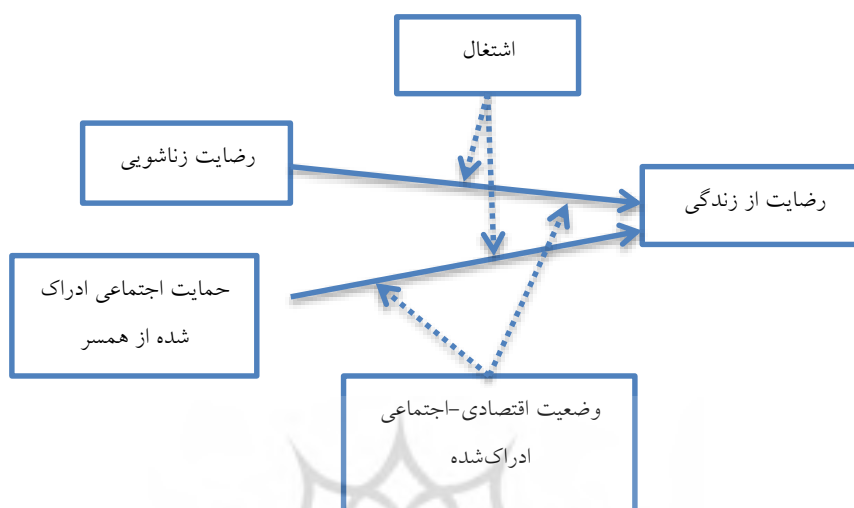 اشتغال
رضایت زناشویی
رضایت از زندگی
حمایت اجتماعی ادراک
شده از همسر
وضعیت اقتصادی-اجتماعی
ادراک‌شده